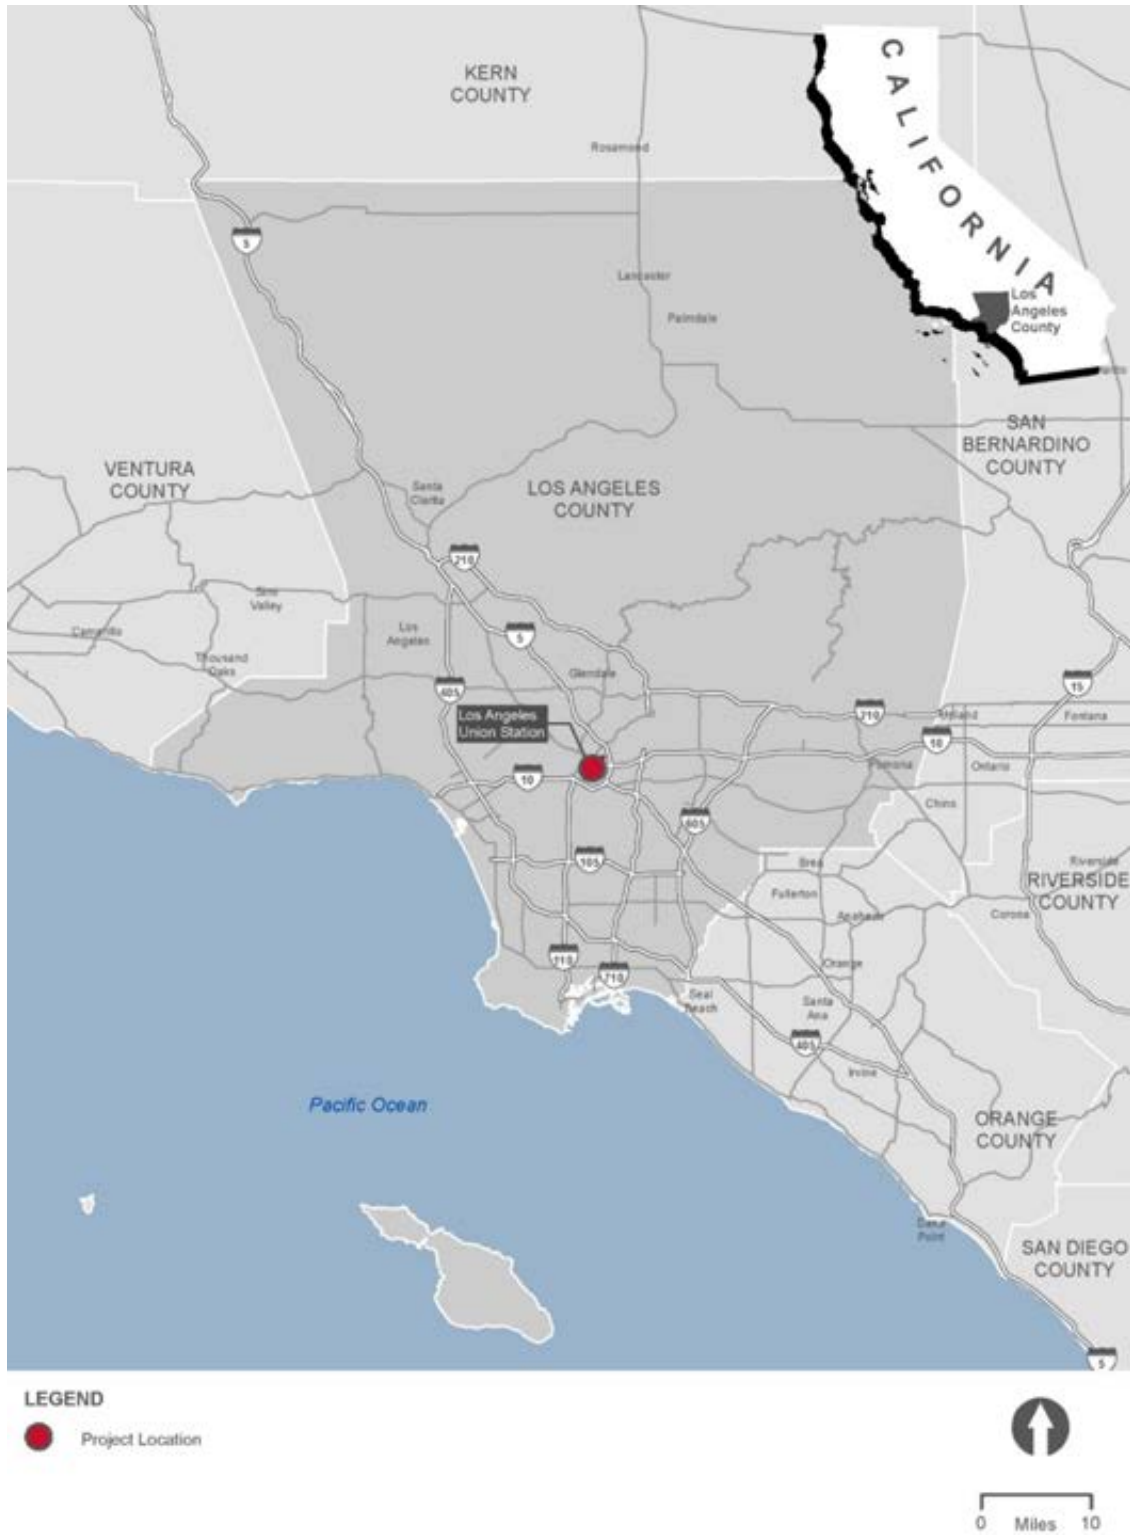 KERN
COUNTY
CALIFORNIA
Rosamond
5
Lancaster
Los
Angeles
County
Palmdale
SAN
BERNARDINO
COUNTY
VENTURA
COUNTY
Santa
Clarita
LOS ANGELES
COUNTY
210
Simi
Valley
Camarillo
Los
Angeles
5
Thousand
Oaks
Glendale
405
15
Los Angeles
Union Station
210
Upland
Fontana
10
10
Pomona
Ontario
605
Chino
105
Brea
Riverside
RIVERSIDE
COUNTY
Fullerton
Anaheim
Corona
110
710
Orange
Seal
Beach
Santa
Ana
405
Irvine
Pacific Ocean
ORANGE
COUNTY
Dana
Point
SAN DIEGO
COUNTY
5
LEGEND
Project Location
0 Miles 10